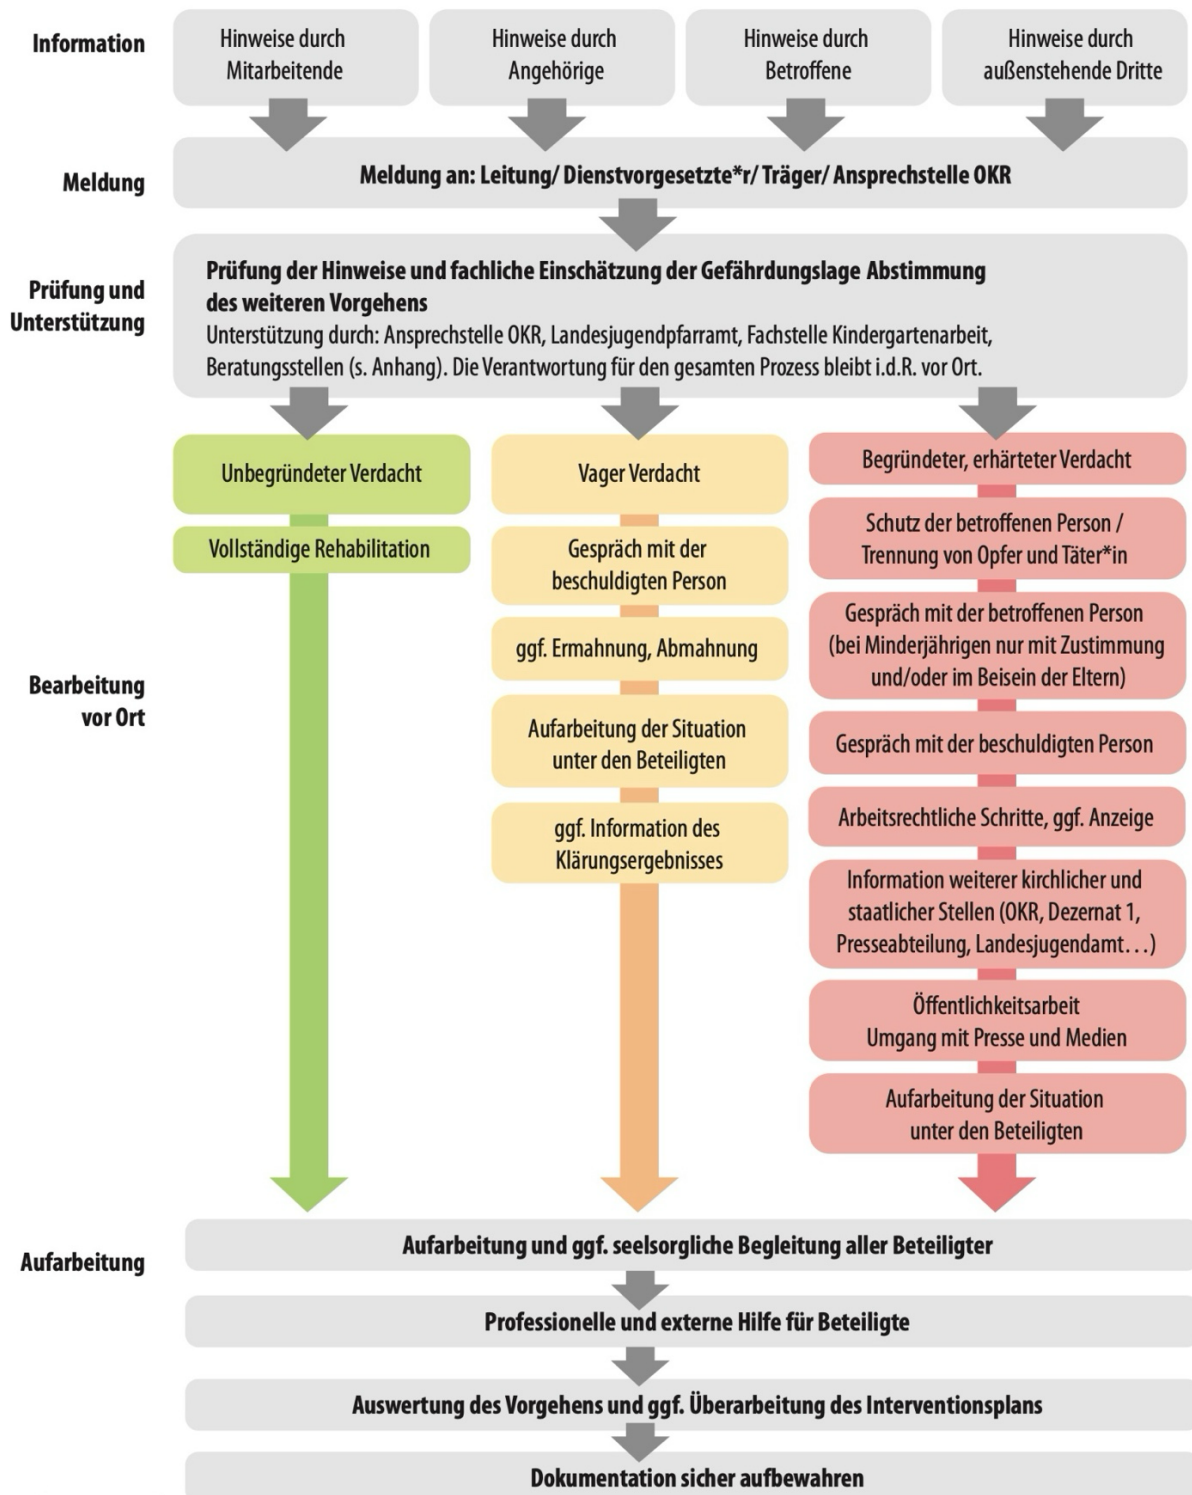 Information
Hinweise durch
Mitarbeitende
Hinweise durch
Angehörige
Hinweise durch
Betroffene
Hinweise durch
außenstehende Dritte
Meldung
Meldung an: Leitung/ Dienstvorgesetzte*r/ Träger/ Ansprechstelle OKR
Prüfung und
Unterstützung
Prüfung der Hinweise und fachliche Einschätzung der Gefährdungslage Abstimmung
des weiteren Vorgehens
Unterstützung durch: Ansprechstelle OKR, Landesjugendpfarramt, Fachstelle Kindergartenarbeit,
Beratungsstellen (s. Anhang). Die Verantwortung für den gesamten Prozess bleibt i.d.R. vor Ort.
Bearbeitung
vor Ort
Unbegründeter Verdacht
Vollständige Rehabilitation
Vager Verdacht
Gespräch mit der
beschuldigten Person
ggf. Ermahnung, Abmahnung
Aufarbeitung der Situation
unter den Beteiligten
ggf. Information des
Klärungsergebnisses
Begründeter, erhärteter Verdacht
Schutz der betroffenen Person /
Trennung von Opfer und Täter*in
Gespräch mit der betroffenen Person
(bei Minderjährigen nur mit Zustimmung
und/oder im Beisein der Eltern)
Gespräch mit der beschuldigten Person
Arbeitsrechtliche Schritte, ggf. Anzeige
Information weiterer kirchlicher und
staatlicher Stellen (OKR, Dezernat 1,
Presseabteilung, Landesjugendamt…)
Öffentlichkeitsarbeit
Umgang mit Presse und Medien
Aufarbeitung der Situation
unter den Beteiligten
Aufarbeitung
Aufarbeitung und ggf. seelsorgliche Begleitung aller Beteiligter
Professionelle und externe Hilfe für Beteiligte
Auswertung des Vorgehens und ggf. Überarbeitung des Interventionsplans
Dokumentation sicher aufbewahren